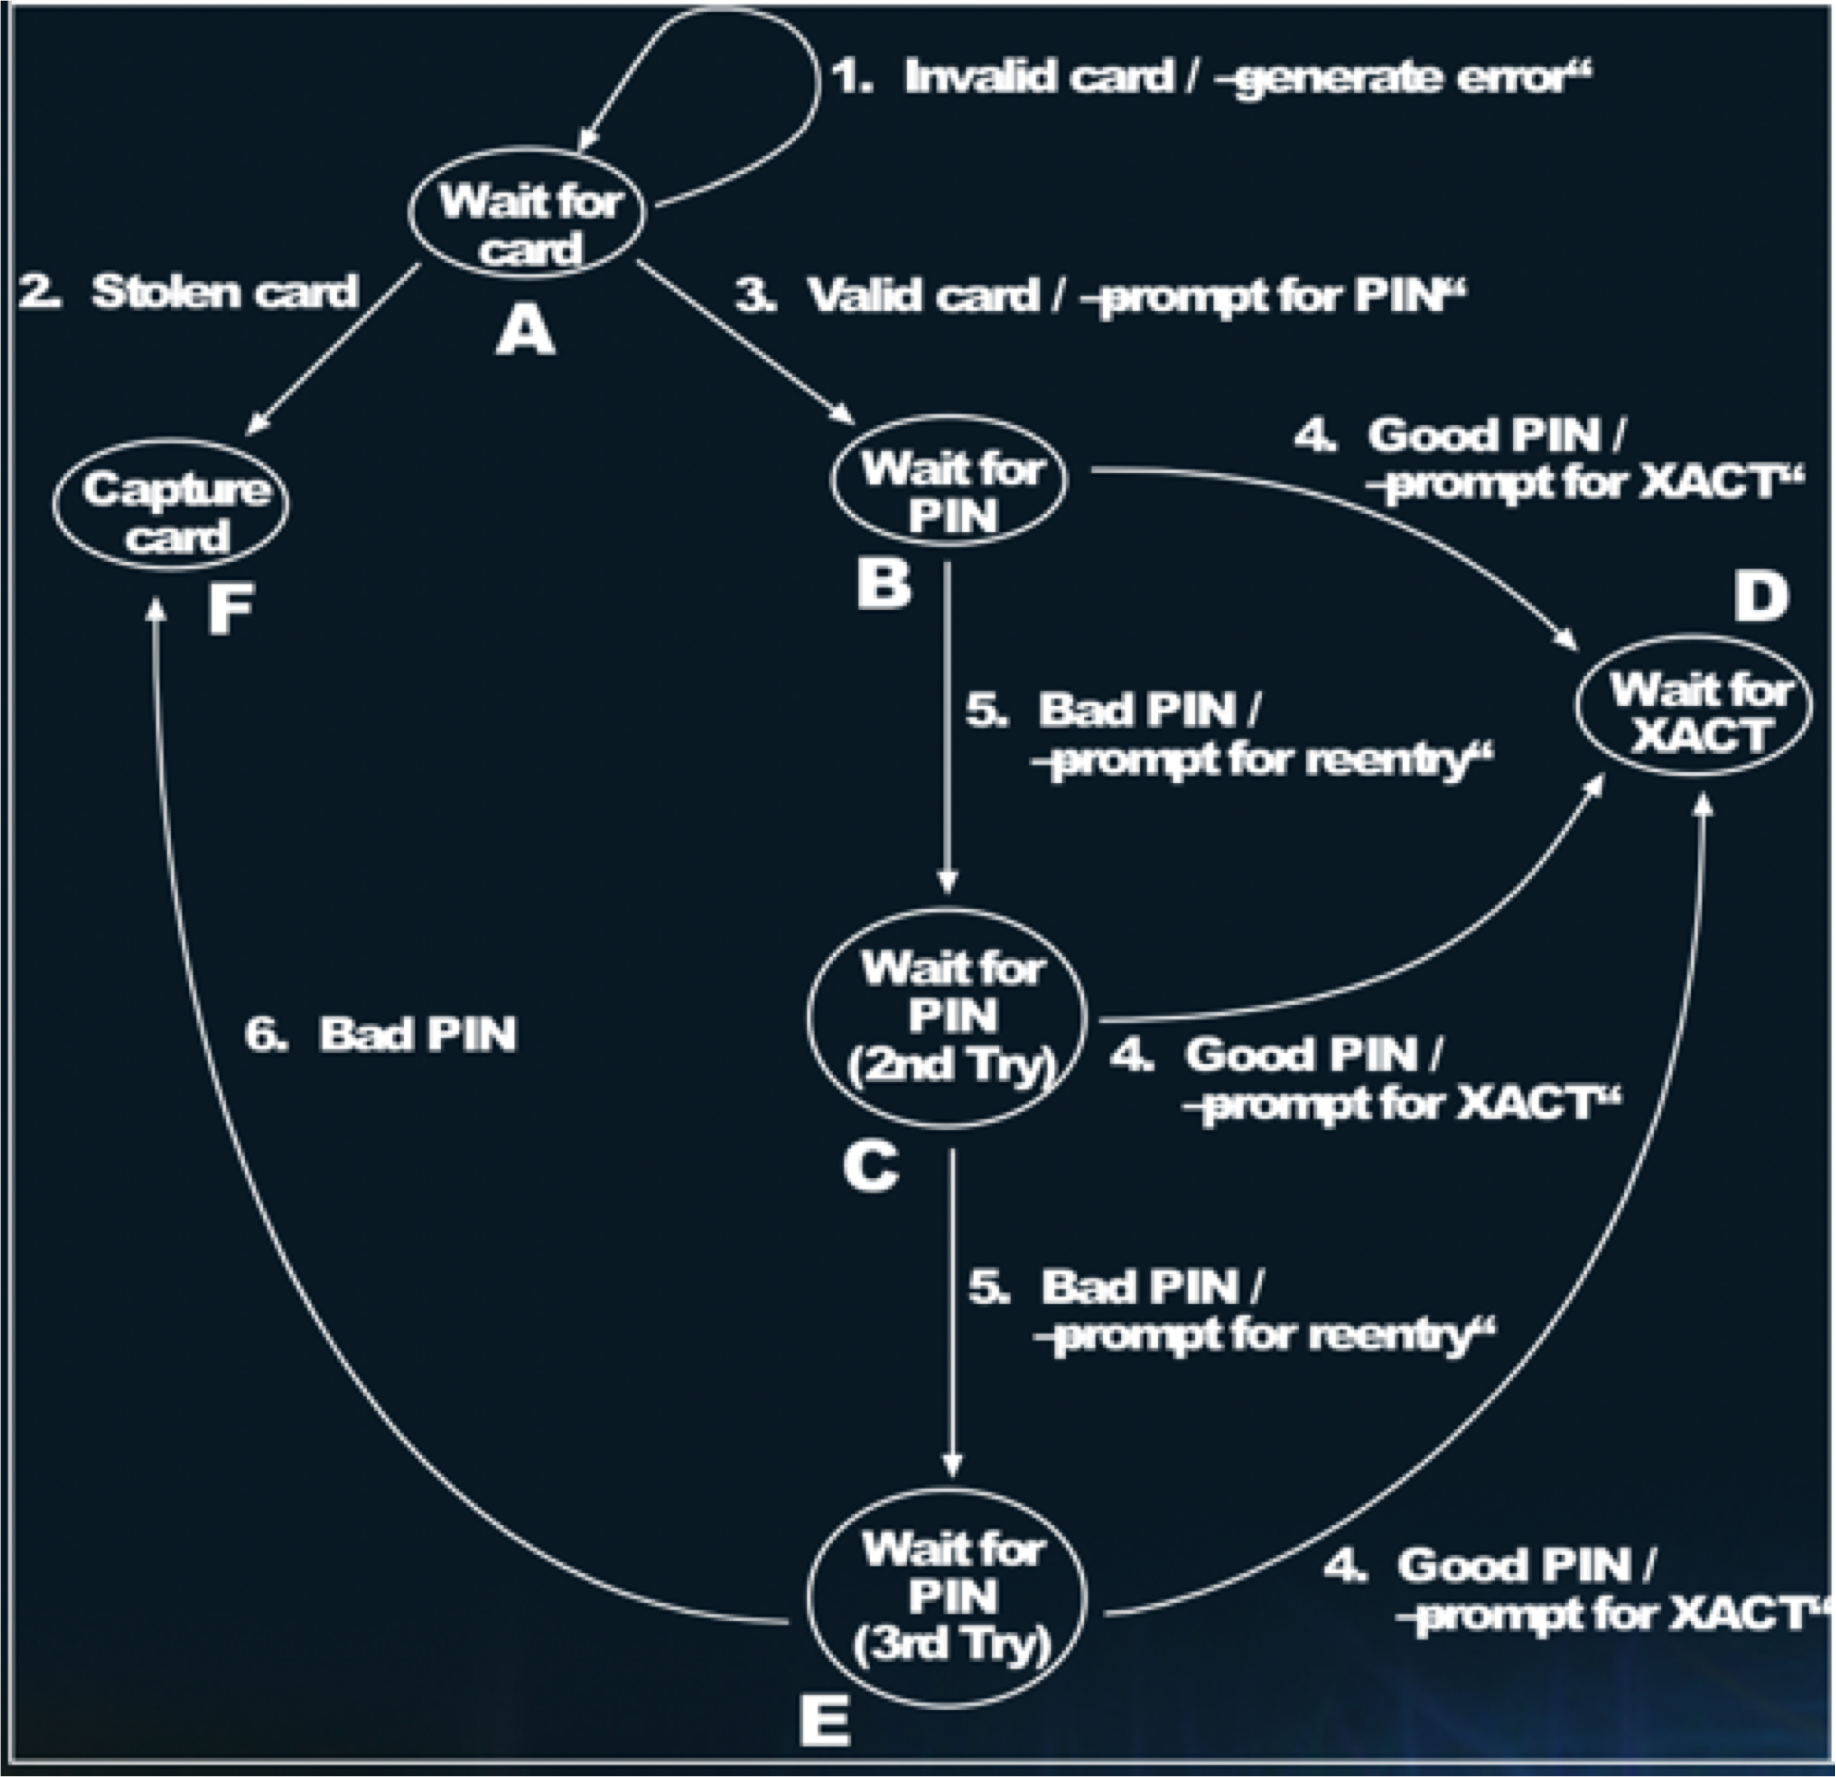 1. Invalid card / –generate error“
Wait for
card
A
2. Stolen card
3. Valid card / –prompt for PIN“
Capture
card
F
Wait for
PIN
B
4. Good PIN /
–prompt for XACT“
D
Wait for
XACT
5. Bad PIN /
–prompt for reentry“
Wait for
PIN
(2nd Try)
C
4. Good PIN /
–prompt for XACT“
6. Bad PIN
5. Bad PIN /
–prompt for reentry“
Wait for
PIN
(3rd Try)
E
4. Good PIN /
–prompt for XACT“